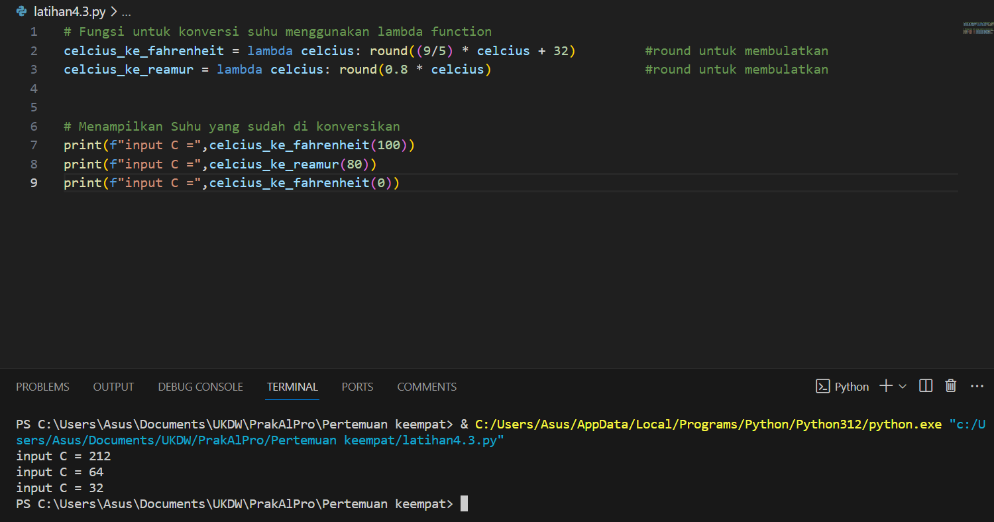 latihan4.3.py > ...
1 # Fungsi untuk konversi suhu menggunakan lambda function
2 celcius_ke_fahrenheit = lambda celcius: round((9/5) * celcius + 32) #round untuk membulatkan
3 celcius_ke_reamur = lambda celcius: round(0.8 * celcius) #round untuk membulatkan
4
5
6 # Menampilkan Suhu yang sudah di konversikan
7 print(f"input C =",celcius_ke_fahrenheit(100))
8 print(f"input C =",celcius_ke_reamur(80))
9 print(f"input C =",celcius_ke_fahrenheit(0))
PROBLEMS OUTPUT DEBUG CONSOLE TERMINAL PORTS COMMENTS Python
PS C:\Users\Asus\Documents\UKDW\PrakAlPro\Pertemuan keempat> & C:/Users/Asus/AppData/Local/Programs/Python/Python312/python.exe "c:/U
sers/Asus/Documents/UKDW/PrakAlPro/Pertemuan keempat/latihan4.3.py"
input C = 212
input C = 64
input C = 32
PS C:\Users\Asus\Documents\UKDW\PrakAlPro\Pertemuan keempat>